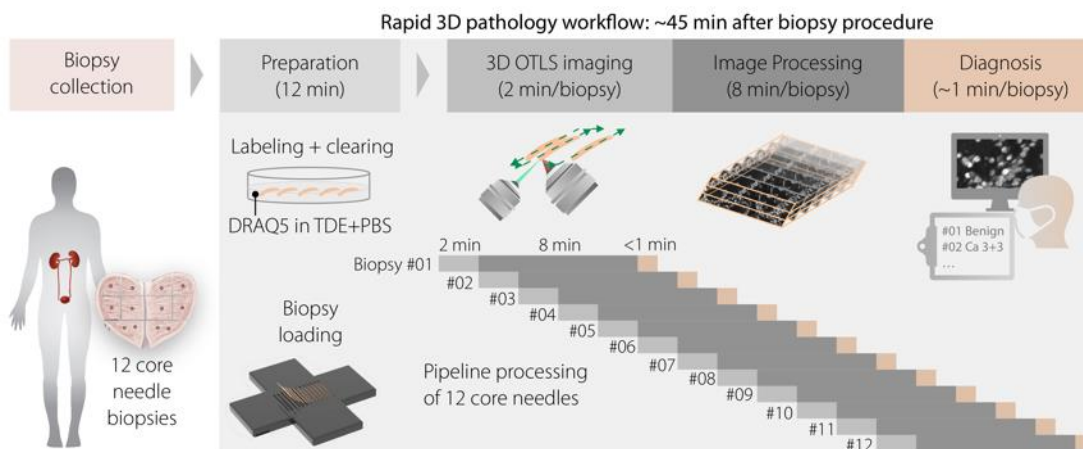 Rapid 3D pathology workflow: ~45 min after biopsy procedure
Biopsy
collection
Preparation
(12 min)
3D OTLS imaging
(2 min/biopsy)
Image Processing
(8 min/biopsy)
Diagnosis
(~1 min/biopsy)
Labeling + clearing
DRAQ5 in TDE+PBS
#01 Benign
#02 Ca 3+3
...
2 min
8 min
<1 min
Biopsy #01
#02
#03
#04
#05
#06
#07
#08
#09
#10
#11
#12
Biopsy
loading
Pipeline processing
of 12 core needles
12 core
needle
biopsies